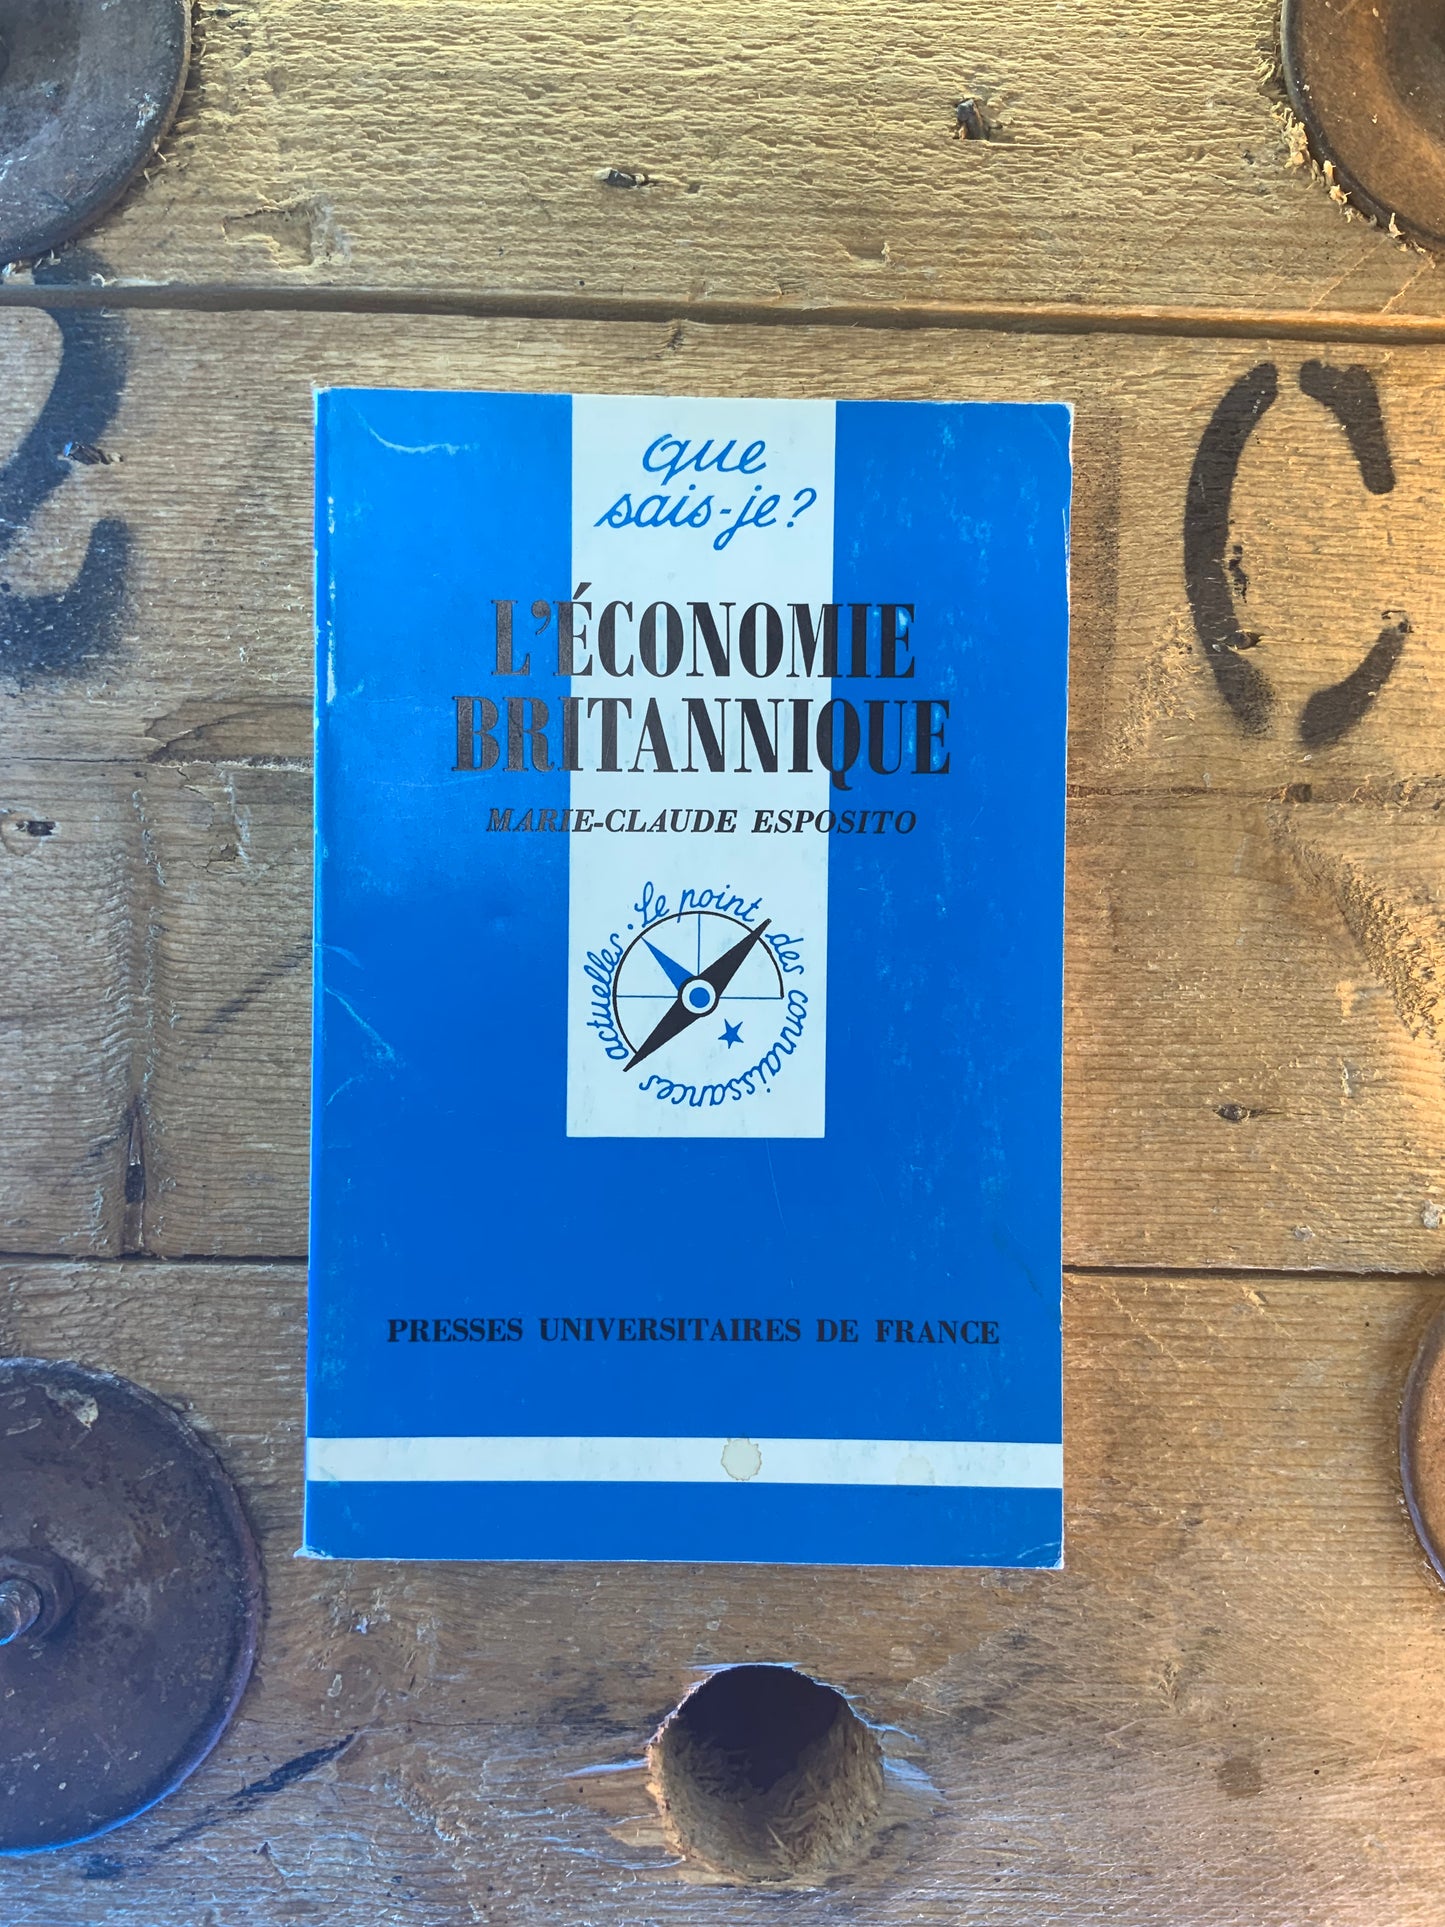 que
sais-je?
L'ÉCONOMIE
BRITANNIQUE
MARIE-CLAUDE ESPOSITO
Le point des connaissances actuelles.
PRESSES UNIVERSITAIRES DE FRANCE
C